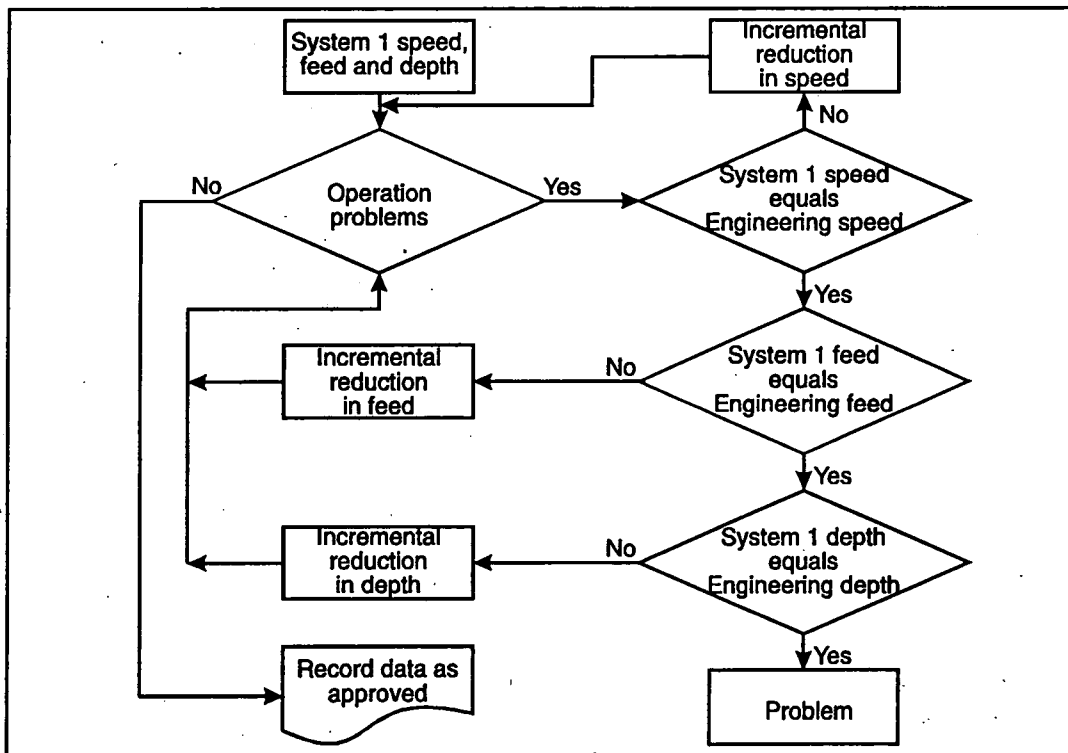 System 1 speed,
feed and depth
Incremental
reduction
in speed
No
No
Operation
problems
Yes
System 1 speed
equals
Engineering speed
Yes
Incremental
reduction
in feed
No
System 1 feed
equals
Engineering feed
Yes
Incremental
reduction
in depth
No
System 1 depth
equals
Engineering depth
Yes
Record data as
approved
Problem